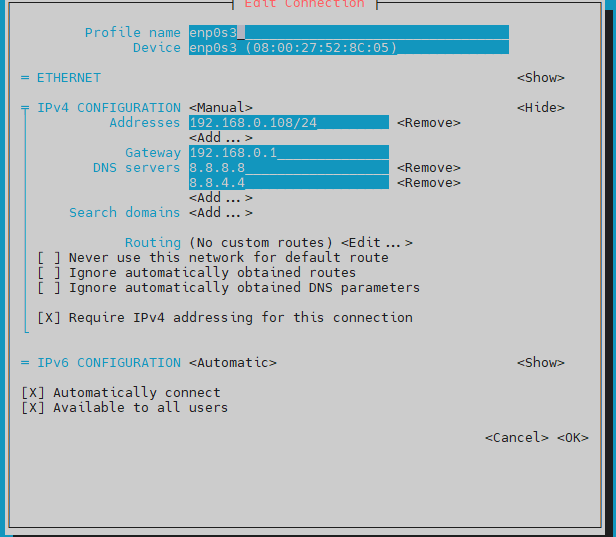 Edit Connection
Profile name enp0s3
Device enp0s3 (08:00:27:52:8C:05)
= ETHERNET <Show>
IPv4 CONFIGURATION <Manual> <Hide>
Addresses 192.168.0.108/24 <Remove>
<Add...>
Gateway 192.168.0.1
DNS servers 8.8.8.8 <Remove>
8.8.4.4 <Remove>
<Add...>
Search domains <Add...>
Routing (No custom routes) <Edit...>
[ ] Never use this network for default route
[ ] Ignore automatically obtained routes
[ ] Ignore automatically obtained DNS parameters
[X] Require IPv4 addressing for this connection
= IPv6 CONFIGURATION <Automatic> <Show>
[X] Automatically connect
[X] Available to all users
<Cancel> <OK>